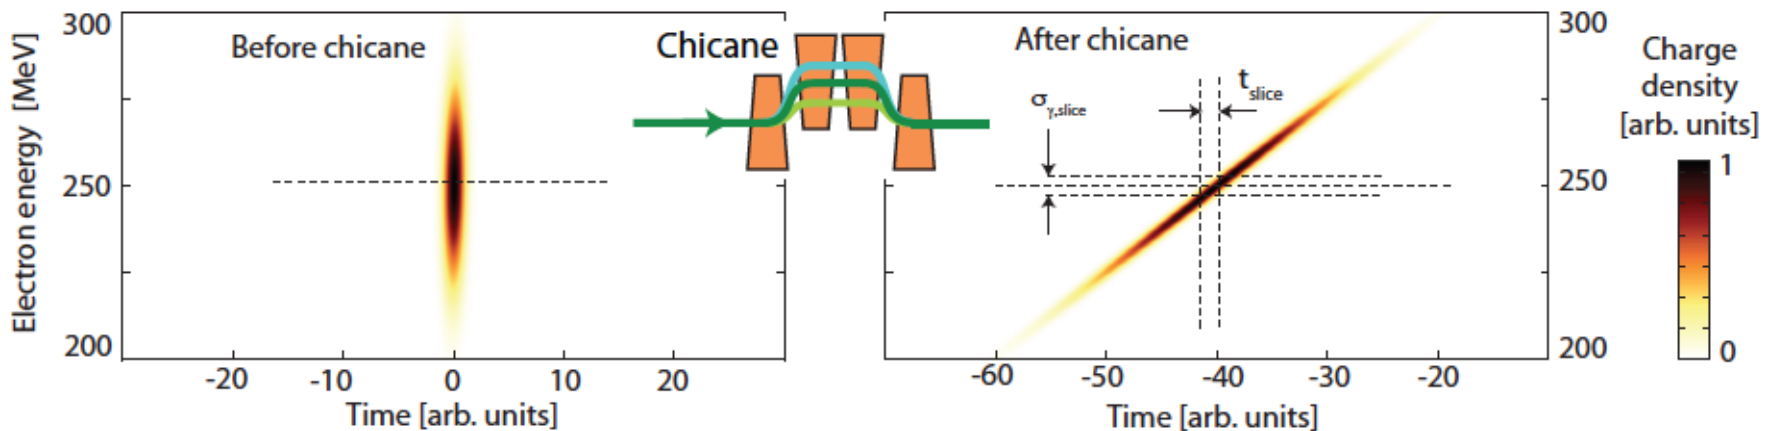 Before chicane
Chicane
After chicane
Electron energy [MeV]
300
250
200
-20
-10
0
10
20
Time [arb. units]
σγ,slice
tslice
300
250
200
-60
-50
-40
-30
-20
Time [arb. units]
Charge
density
[arb. units]
1
0